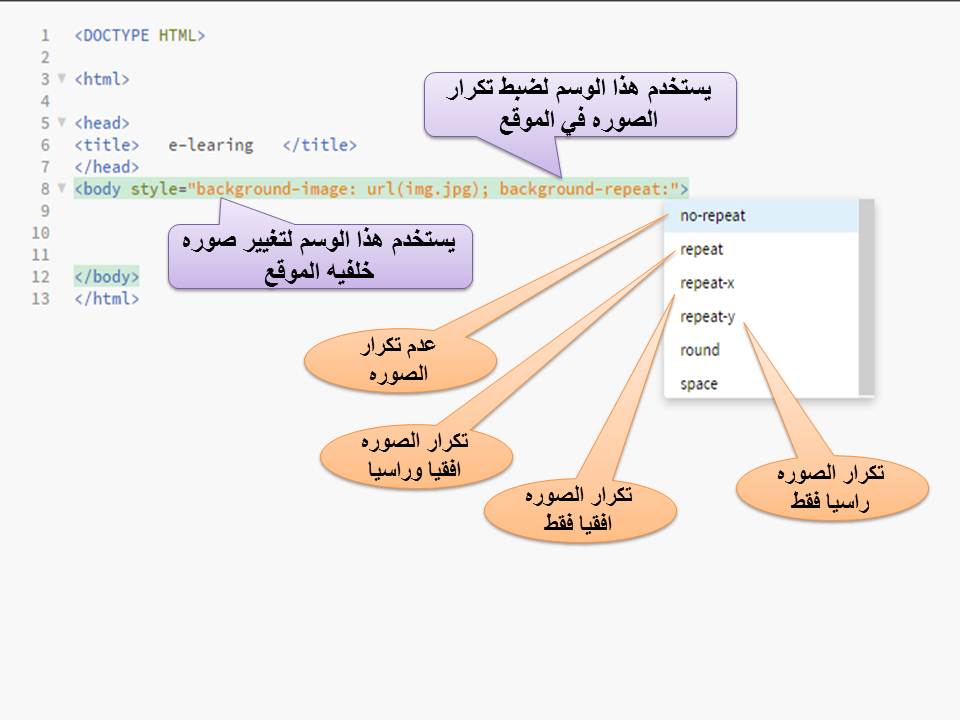 1 <DOCTYPE HTML>
2
3 <html>
4
5 <head>
6 <title> e-learing </title>
7 </head>
8 <body style="background-image: url(img.jpg); background-repeat:">
9
10
11
12 </body>
13 </html>
يستخدم هذا الوسم لضبط تكرار
الصوره في الموقع
يستخدم هذا الوسم لتغيير صوره
خلفيه الموقع
no-repeat
repeat
repeat-x
repeat-y
round
space
عدم تكرار
الصوره
تكرار الصوره
افقيا وراسيا
تكرار الصوره
افقيا فقط
تكرار الصوره
راسيا فقط